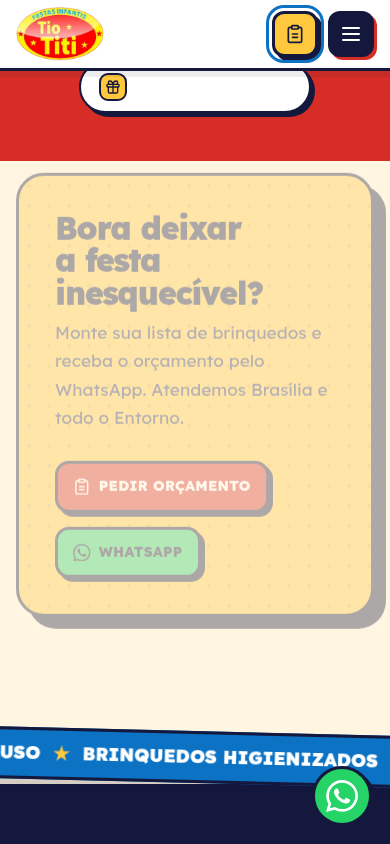 FESTAS INFANTIS
Tio
Titi
Bora deixar
a festa
inesquecível?
Monte sua lista de brinquedos e
receba o orçamento pelo
WhatsApp. Atendemos Brasília e
todo o Entorno.
PEDIR ORÇAMENTO
WHATSAPP
USO ★ BRINQUEDOS HIGIENIZADOS